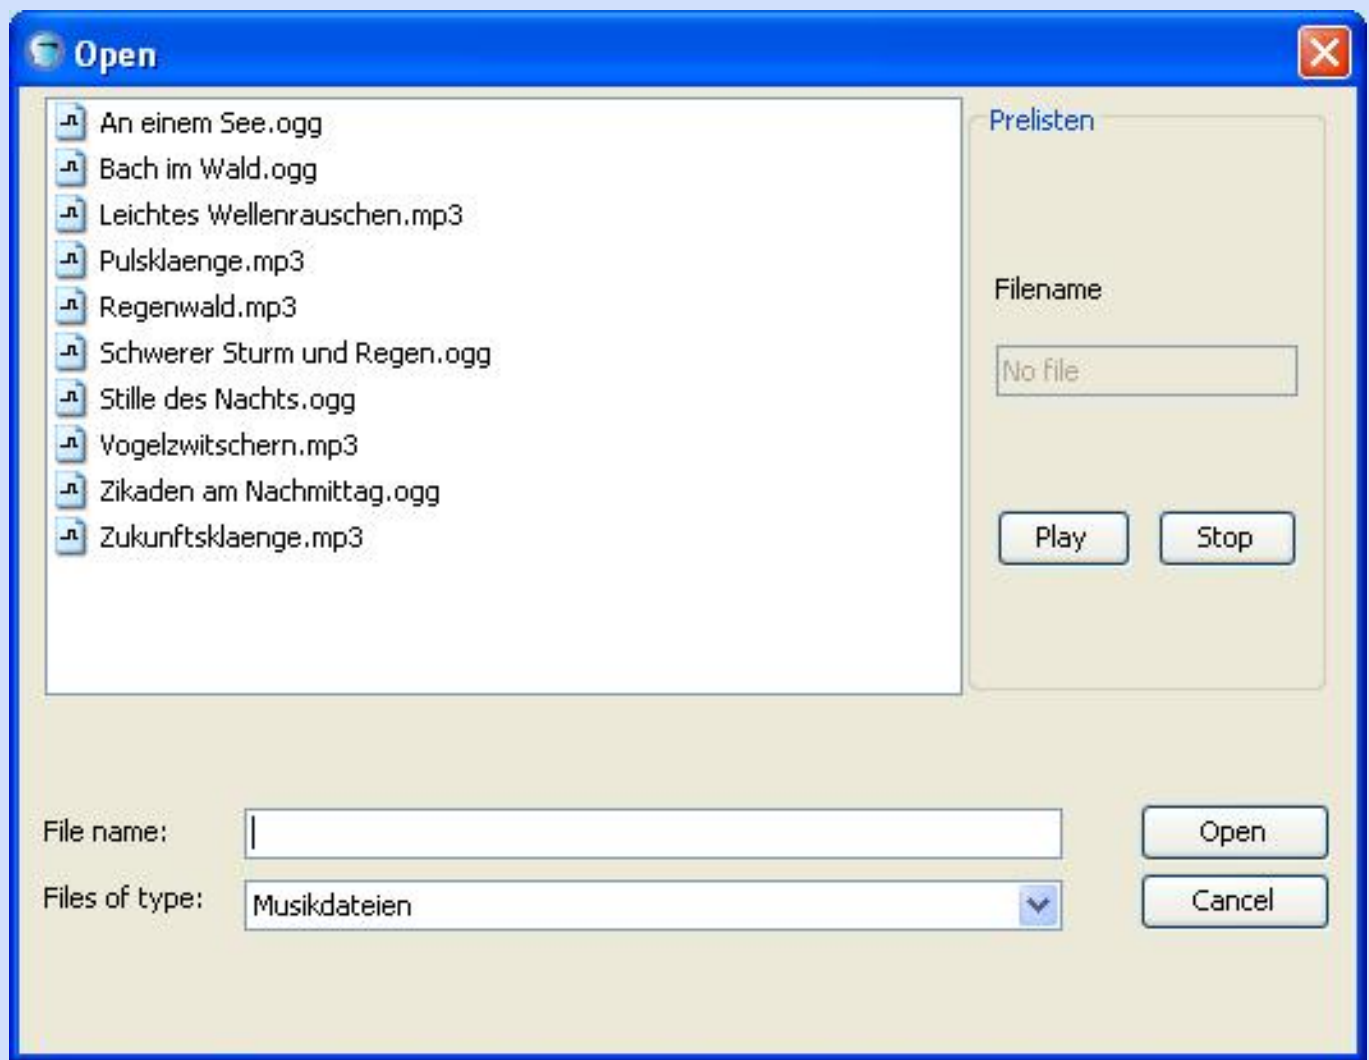 Open
An einem See.ogg
Bach im Wald.ogg
Leichtes Wellenrauschen.mp3
Pulsklaenge.mp3
Regenwald.mp3
Schwerer Sturm und Regen.ogg
Stille des Nachts.ogg
Vogelzwitschern.mp3
Zikaden am Nachmittag.ogg
Zukunftsklaenge.mp3
Prelisten
Filename
No file
Play
Stop
File name:
Open
Files of type:
Musikdateien
Cancel